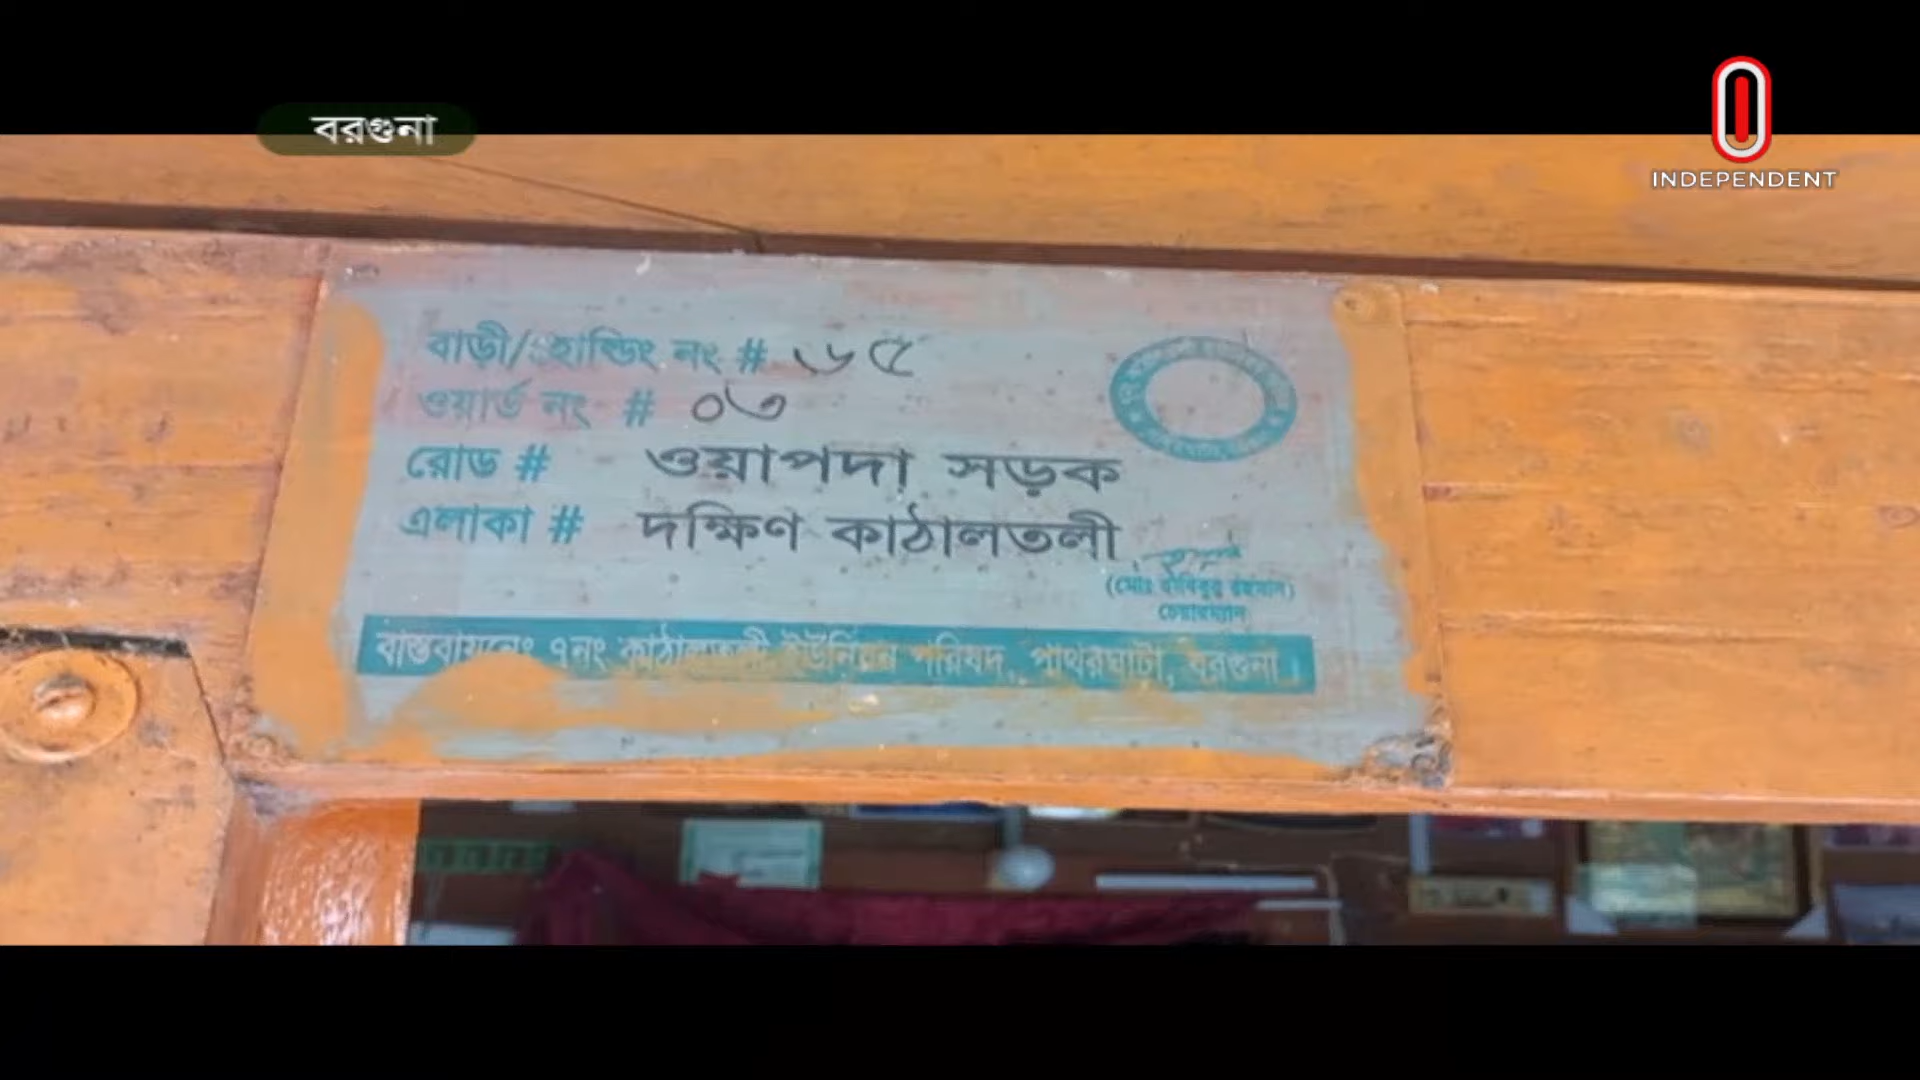 বরগুনা
INDEPENDENT
বাড়ী/হোল্ডিং নং # ৬৫
ওয়ার্ড নং # ০৩
রোড # ওয়াপদা সড়ক
এলাকা # দক্ষিণ কাঠালতলী
(মোঃ রহমান)
চেয়ারম্যান
বাস্তবায়নেঃ ৭নং কাঠালতলী ইউনিয়ন পরিষদ, পাথরঘাটা, বরগুনা।